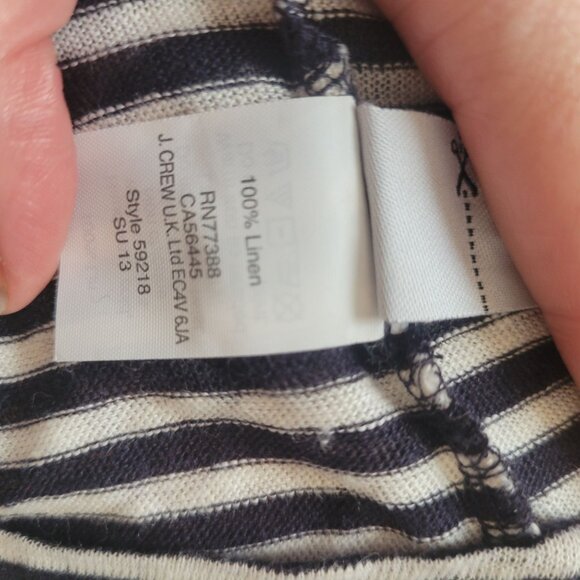 100% Linen
RN77388
CA56445
J. CREW U.K. Ltd EC4V 6JA
Style 59218
SU 13